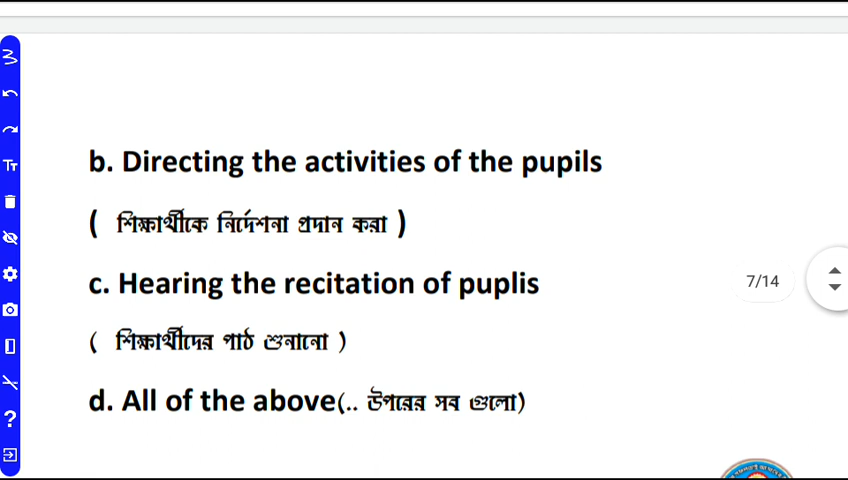 b. Directing the activities of the pupils
( শিক্ষার্থীকে নির্দেশনা প্রদান করা )
c. Hearing the recitation of puplis
7/14
( শিক্ষার্থীদের পাঠ শুনানো )
d. All of the above(.. উপরের সব গুলো)